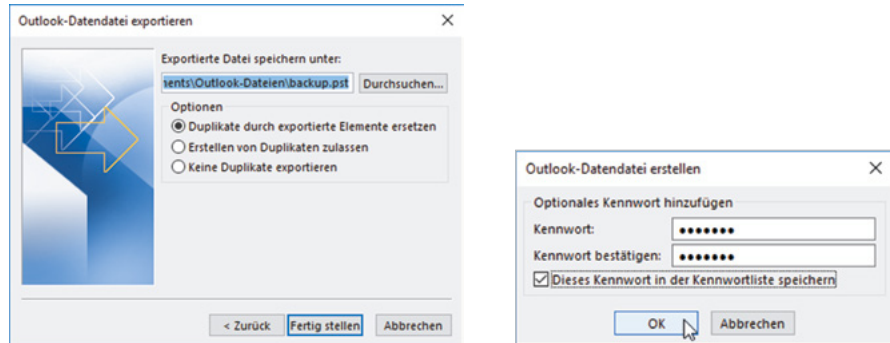 Outlook-Datendatei exportieren
Exportierte Datei speichern unter:
ents\Outlook-Dateien\backup.pst Durchsuchen...
Optionen
Duplikate durch exportierte Elemente ersetzen
Erstellen von Duplikaten zulassen
Keine Duplikate exportieren
< Zurück Fertig stellen Abbrechen
Outlook-Datendatei erstellen
Optionales Kennwort hinzufügen
Kennwort: •••••••
Kennwort bestätigen: •••••••
Dieses Kennwort in der Kennwortliste speichern
OK Abbrechen